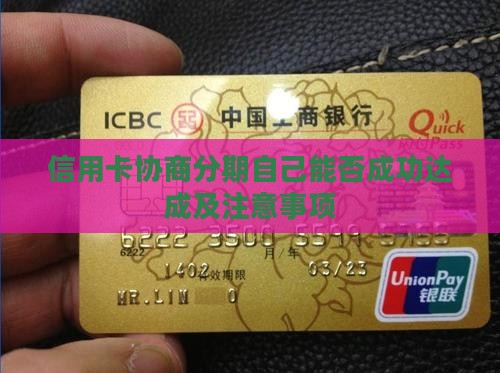 ICBC 中国工商银行 Quick
Pass
信用卡协商分期自己能否成功达
成及注意事项
6222
月/年
1402 有效期限 03/23
MR.LIN 0
UnionPay
银联